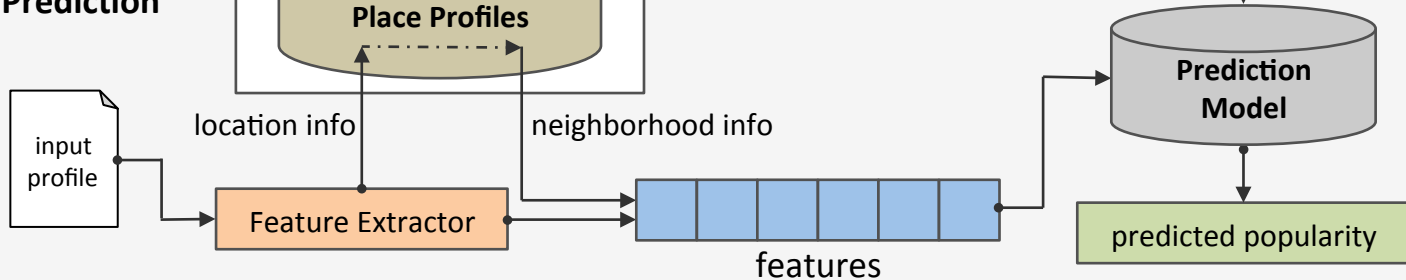 Prediction
Place Profiles
Prediction
Model
location info
neighborhood info
input
profile
Feature Extractor
predicted popularity
features